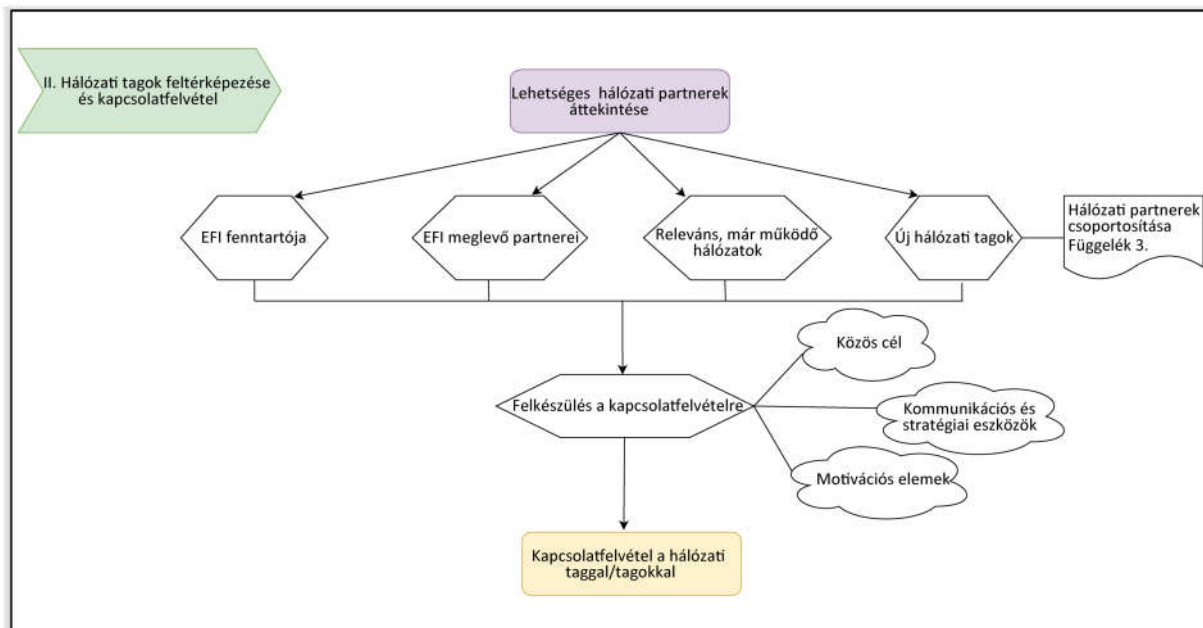 II. Hálózati tagok feltérképezése
és kapcsolatfelvétel
Lehetséges hálózati partnerek
áttekintése
EFI fenntartója
EFI meglevő partnerei
Releváns, már működő
hálózatok
Új hálózati tagok
Hálózati partnerek
csoportosítása
Függelék 3.
Közös cél
Felkészülés a kapcsolatfelvételre
Kommunikációs és
stratégiai eszközök
Motivációs elemek
Kapcsolatfelvétel a hálózati
taggal/tagokkal